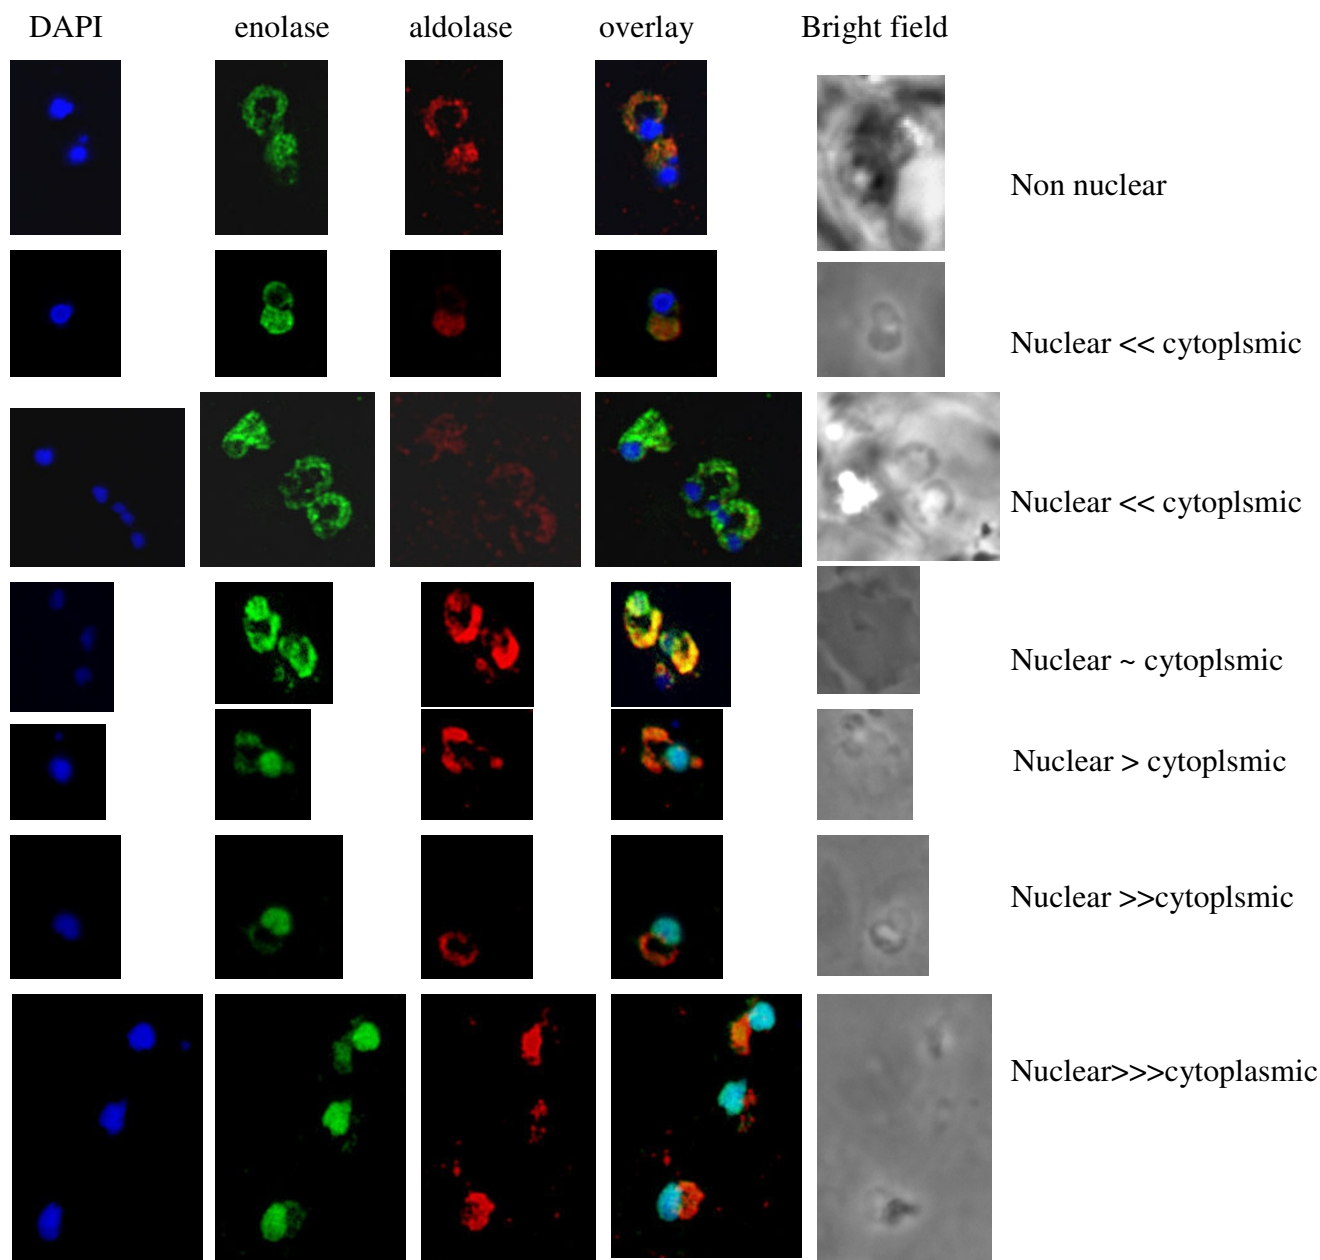 DAPI enolase aldolase overlay Bright field
Non nuclear
Nuclear << cytoplsmic
Nuclear << cytoplsmic
Nuclear ~ cytoplsmic
Nuclear > cytoplsmic
Nuclear >>cytoplsmic
Nuclear>>>cytoplasmic